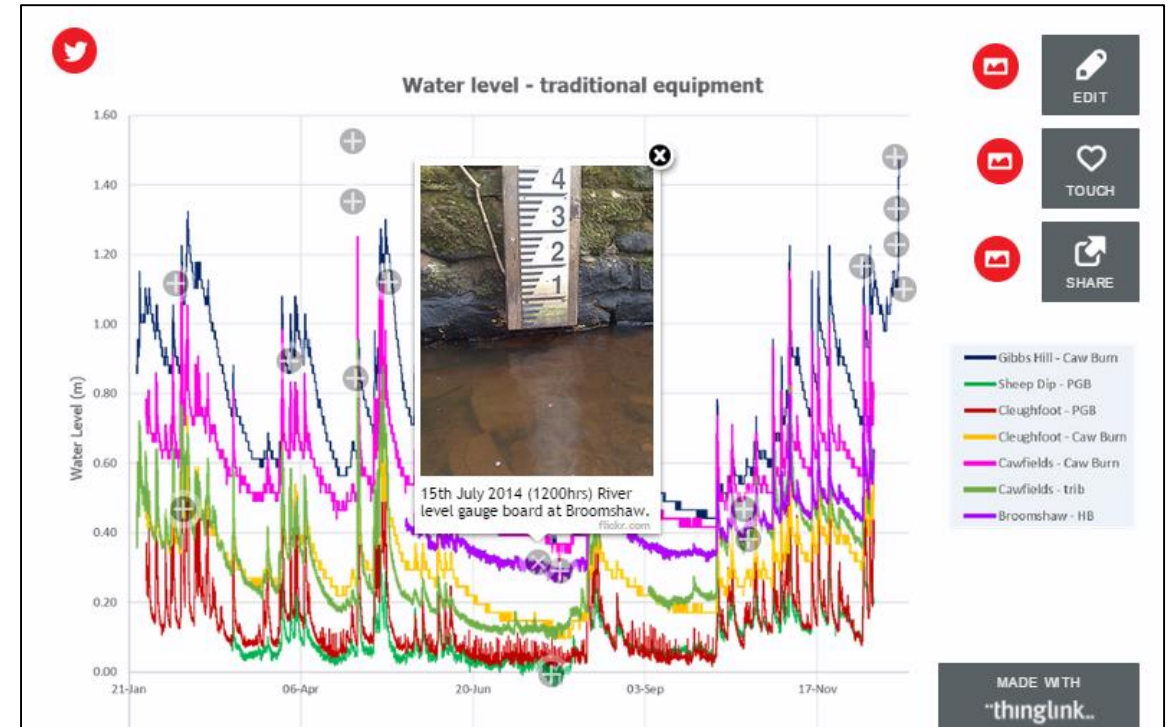 Water level - traditional equipment
EDIT
TOUCH
SHARE
1.60
1.40
1.20
1.00
0.80
0.60
0.40
0.20
0.00
Water Level (m)
21-Jan
06-Apr
20-Jun
03-Sep
17-Nov
4
3
2
1
15th July 2014 (1200hrs) River
level gauge board at Broomshaw.
flickr.com
Gibbs Hill - Caw Burn
Sheep Dip - PGB
Cleughfoot - PGB
Cleughfoot - Caw Burn
Cawfields - Caw Burn
Cawfields - trib
Broomshaw - HB
MADE WITH
thinglink..